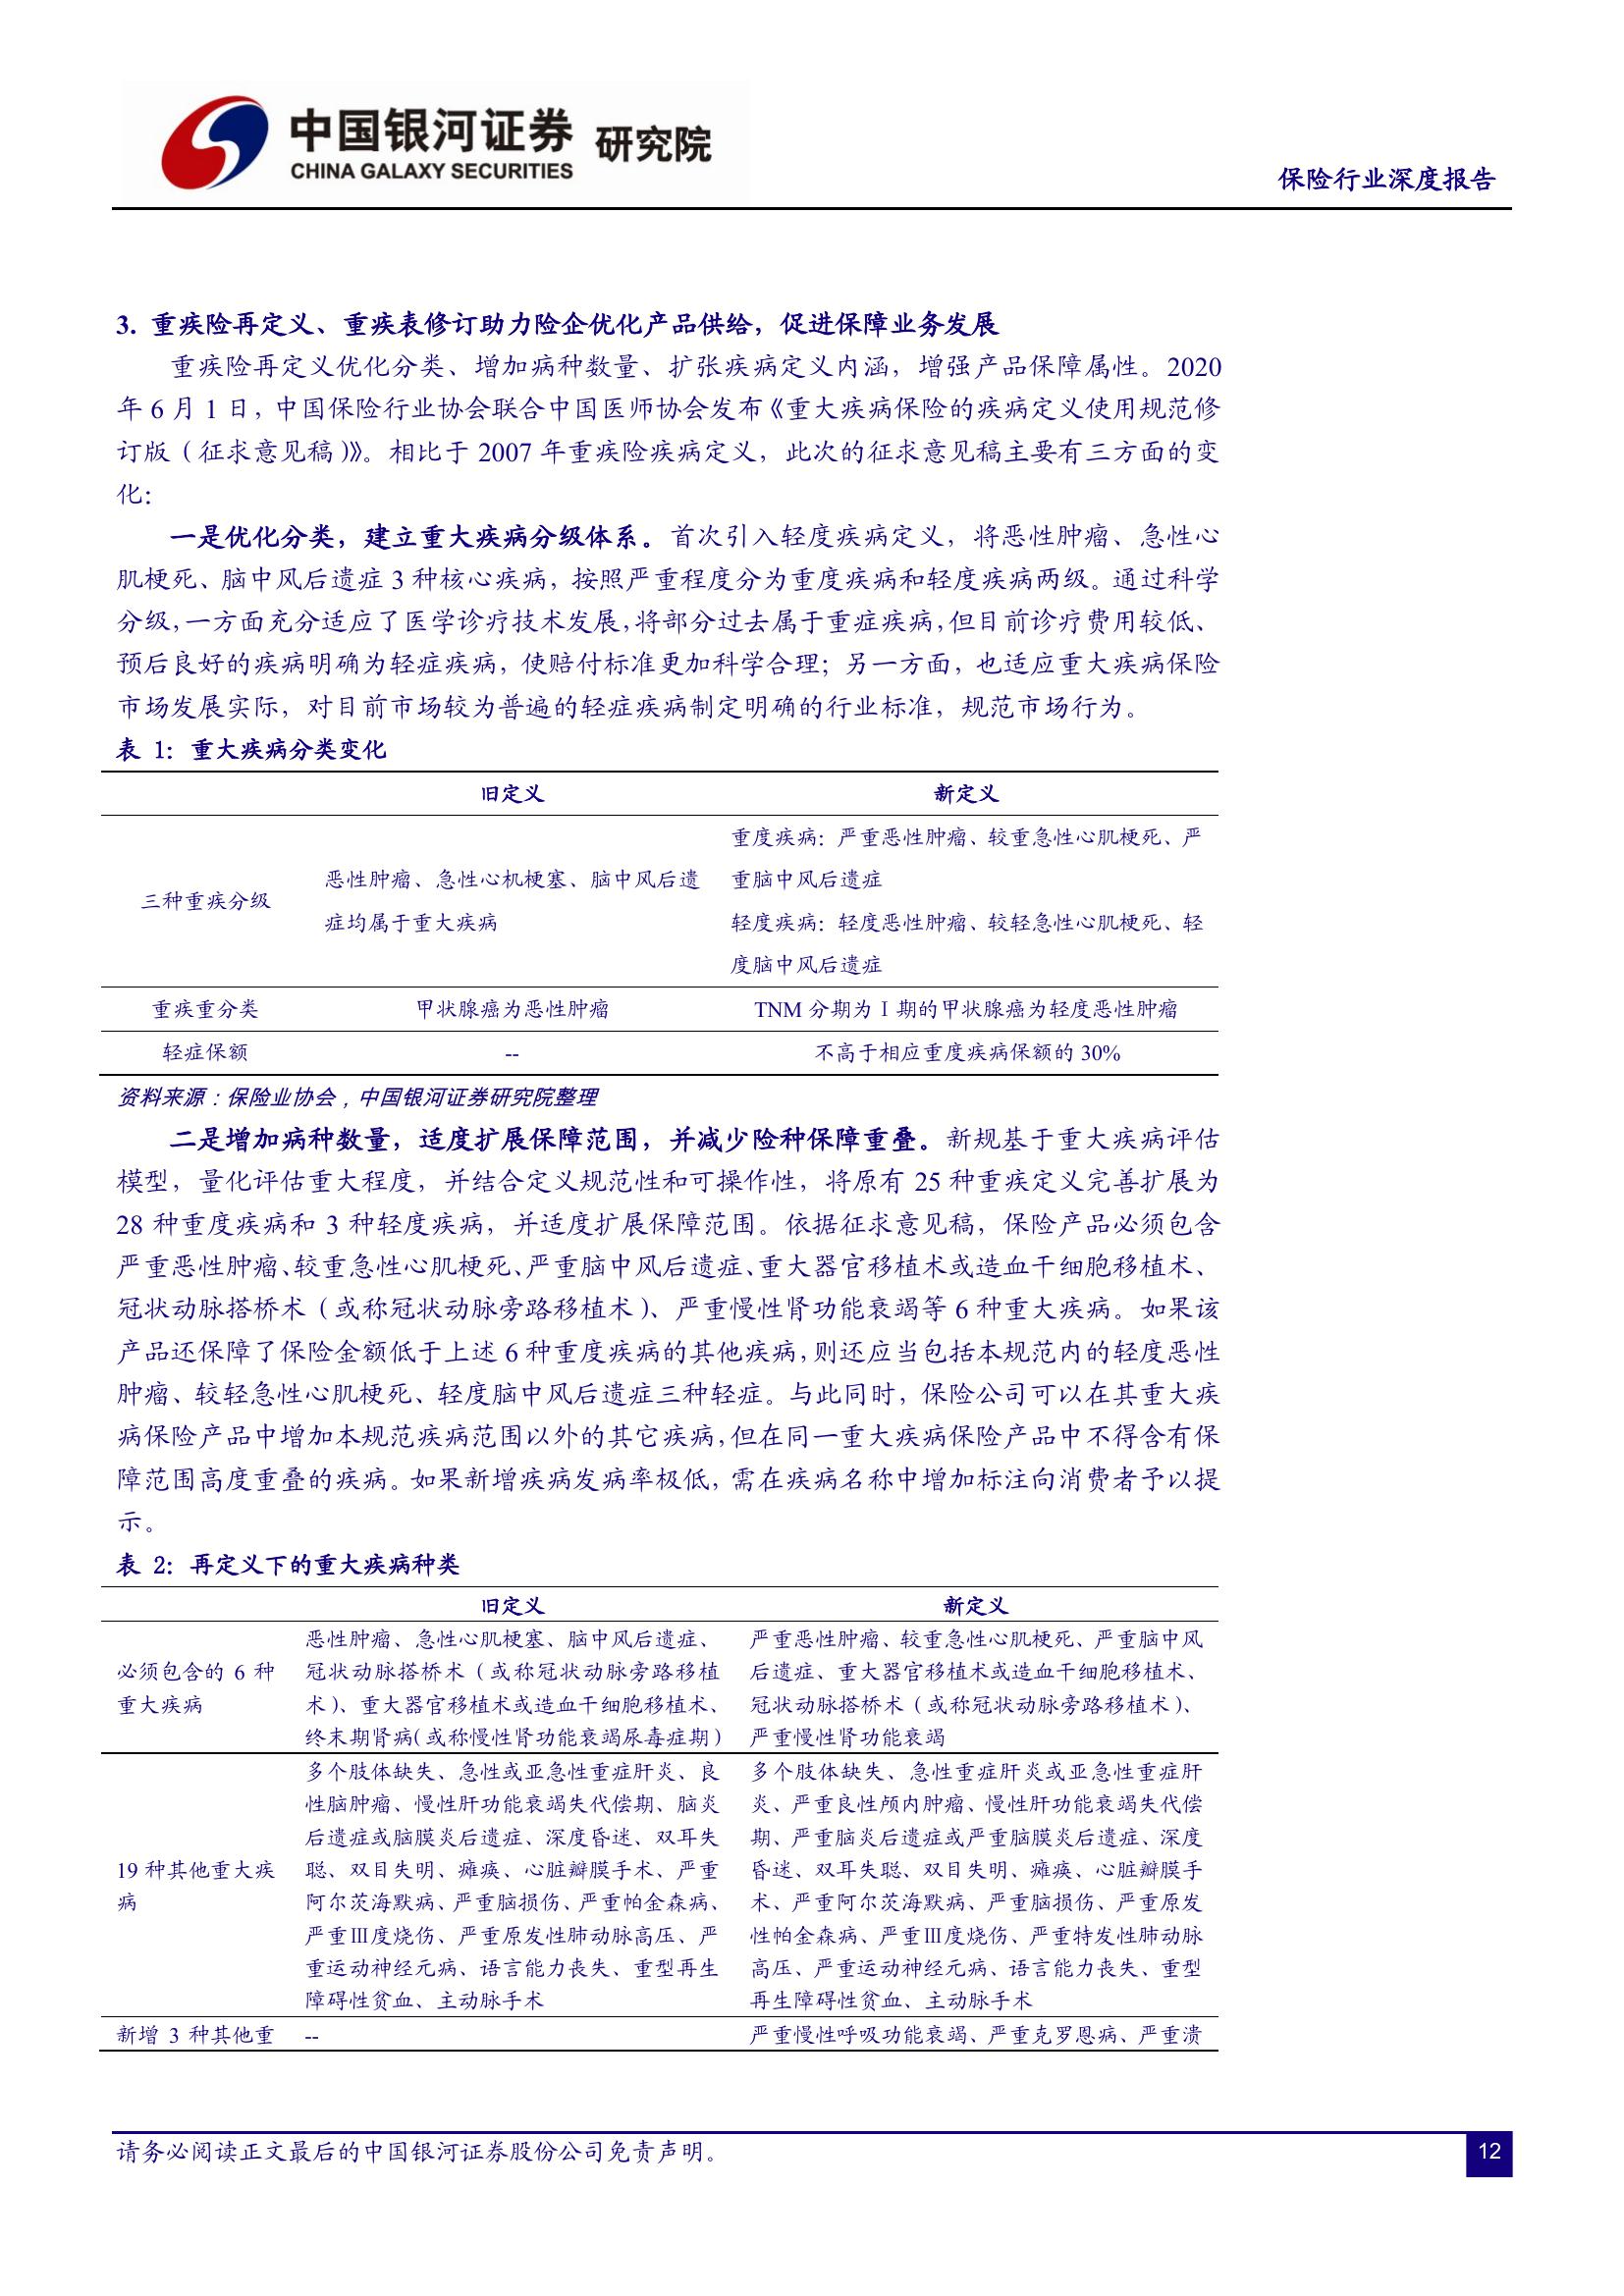 中国银河证券 研究院
CHINA GALAXY SECURITIES
保险行业深度报告
3. 重疾险再定义、重疾表修订助力险企优化产品供给，促进保障业务发展
重疾险再定义优化分类、增加病种数量、扩张疾病定义内涵，增强产品保障属性。2020
年 6 月 1 日，中国保险行业协会联合中国医师协会发布《重大疾病保险的疾病定义使用规范修
订版（征求意见稿）》。相比于 2007 年重疾险疾病定义，此次的征求意见稿主要有三方面的变
化：
一是优化分类，建立重大疾病分级体系。首次引入轻度疾病定义，将恶性肿瘤、急性心
肌梗死、脑中风后遗症 3 种核心疾病，按照严重程度分为重度疾病和轻度疾病两级。通过科学
分级，一方面充分适应了医学诊疗技术发展，将部分过去属于重症疾病，但目前诊疗费用较低、
预后良好的疾病明确为轻症疾病，使赔付标准更加科学合理；另一方面，也适应重大疾病保险
市场发展实际，对目前市场较为普遍的轻症疾病制定明确的行业标准，规范市场行为。
表 1：重大疾病分类变化
旧定义 新定义
三种重疾分级
恶性肿瘤、急性心机梗塞、脑中风后遗
症均属于重大疾病
重度疾病：严重恶性肿瘤、较重急性心肌梗死、严
重脑中风后遗症
轻度疾病：轻度恶性肿瘤、较轻急性心肌梗死、轻
度脑中风后遗症
重疾重分类 甲状腺癌为恶性肿瘤 TNM 分期为Ⅰ期的甲状腺癌为轻度恶性肿瘤
轻症保额 -- 不高于相应重度疾病保额的 30%
资料来源：保险业协会，中国银河证券研究院整理
二是增加病种数量，适度扩展保障范围，并减少险种保障重叠。新规基于重大疾病评估
模型，量化评估重大程度，并结合定义规范性和可操作性，将原有 25 种重疾定义完善扩展为
28 种重度疾病和 3 种轻度疾病，并适度扩展保障范围。依据征求意见稿，保险产品必须包含
严重恶性肿瘤、较重急性心肌梗死、严重脑中风后遗症、重大器官移植术或造血干细胞移植术、
冠状动脉搭桥术（或称冠状动脉旁路移植术）、严重慢性肾功能衰竭等 6 种重大疾病。如果该
产品还保障了保险金额低于上述 6 种重度疾病的其他疾病，则还应当包括本规范内的轻度恶性
肿瘤、较轻急性心肌梗死、轻度脑中风后遗症三种轻症。与此同时，保险公司可以在其重大疾
病保险产品中增加本规范疾病范围以外的其它疾病，但在同一重大疾病保险产品中不得含有保
障范围高度重叠的疾病。如果新增疾病发病率极低，需在疾病名称中增加标注向消费者予以提
示。
表 2：再定义下的重大疾病种类
旧定义 新定义
必须包含的 6 种
重大疾病
恶性肿瘤、急性心肌梗塞、脑中风后遗症、
冠状动脉搭桥术（或称冠状动脉旁路移植
术）、重大器官移植术或造血干细胞移植术、
终末期肾病（或称慢性肾功能衰竭尿毒症期）
严重恶性肿瘤、较重急性心肌梗死、严重脑中风
后遗症、重大器官移植术或造血干细胞移植术、
冠状动脉搭桥术（或称冠状动脉旁路移植术）、
严重慢性肾功能衰竭
19 种其他重大疾
病
多个肢体缺失、急性或亚急性重症肝炎、良
性脑肿瘤、慢性肝功能衰竭失代偿期、脑炎
后遗症或脑膜炎后遗症、深度昏迷、双耳失
聪、双目失明、瘫痪、心脏瓣膜手术、严重
阿尔茨海默病、严重脑损伤、严重帕金森病、
严重Ⅲ度烧伤、严重原发性肺动脉高压、严
重运动神经元病、语言能力丧失、重型再生
障碍性贫血、主动脉手术
多个肢体缺失、急性重症肝炎或亚急性重症肝
炎、严重良性颅内肿瘤、慢性肝功能衰竭失代偿
期、严重脑炎后遗症或严重脑膜炎后遗症、深度
昏迷、双耳失聪、双目失明、瘫痪、心脏瓣膜手
术、严重阿尔茨海默病、严重脑损伤、严重原发
性帕金森病、严重Ⅲ度烧伤、严重特发性肺动脉
高压、严重运动神经元病、语言能力丧失、重型
再生障碍性贫血、主动脉手术
新增 3 种其他重 -- 严重慢性呼吸功能衰竭、严重克罗恩病、严重溃
请务必阅读正文最后的中国银河证券股份公司免责声明。
12